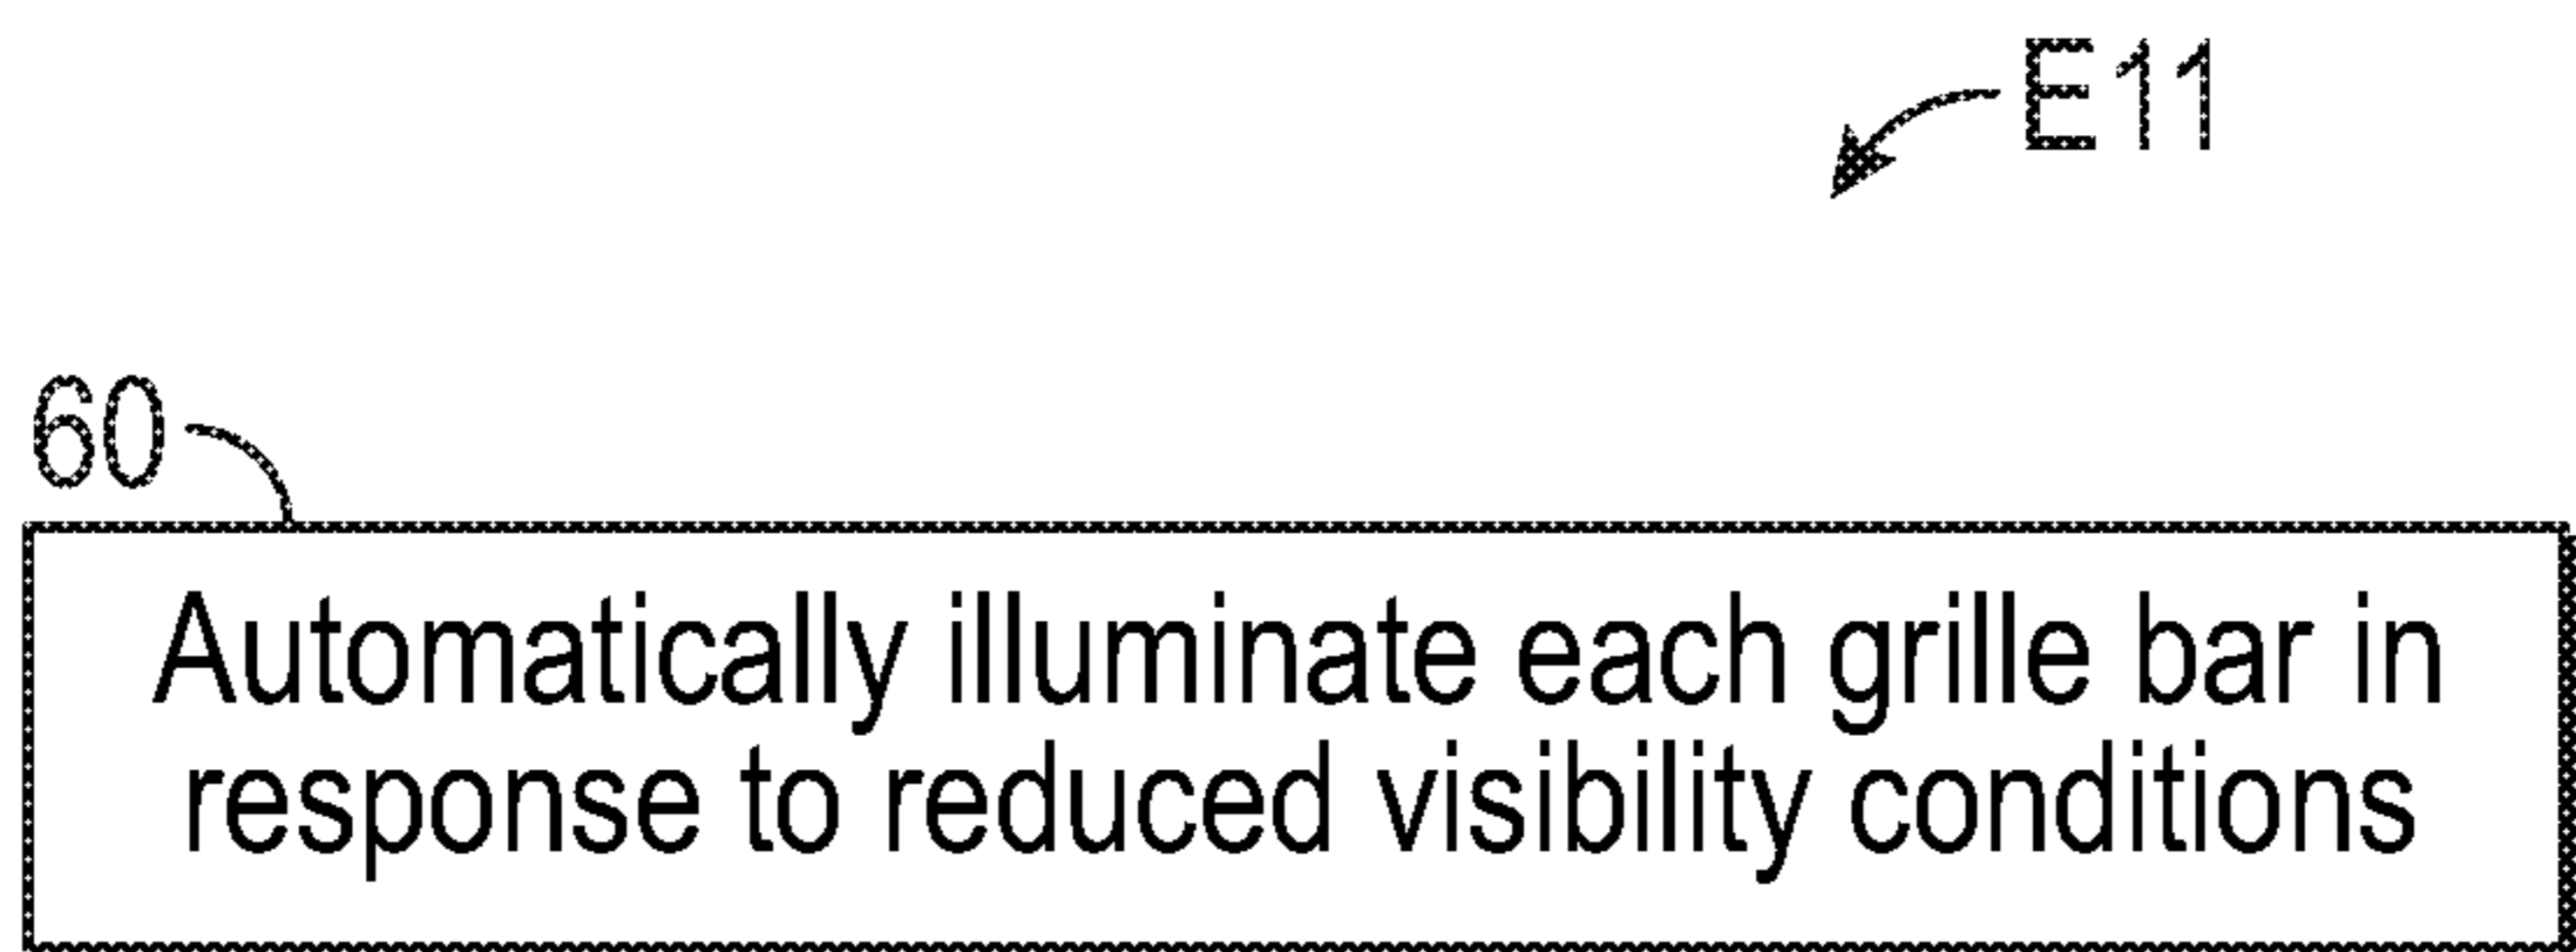 E11
60
Automatically illuminate each grille bar in
response to reduced visibility conditions